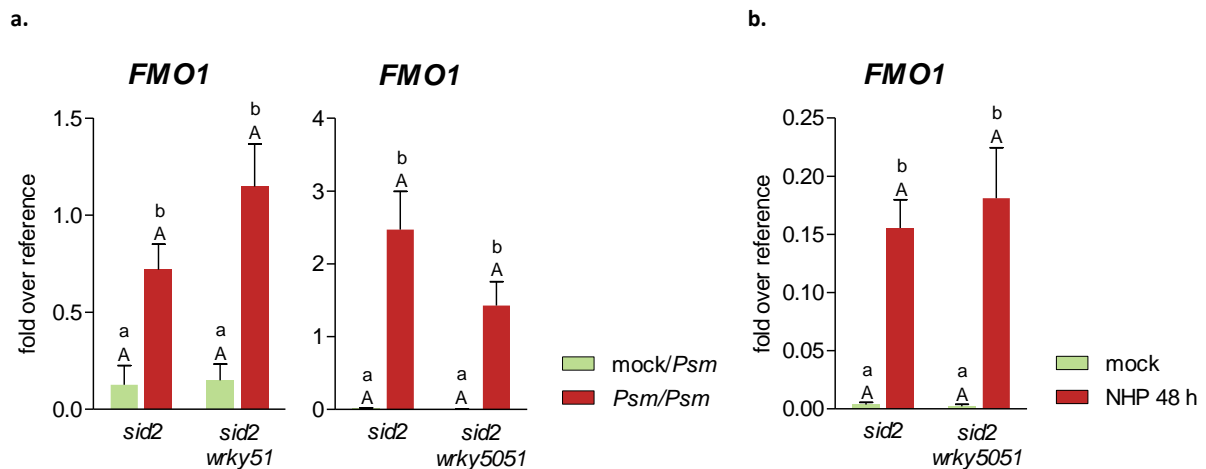 a.
FMO1
fold over reference
1.5
1.0
0.5
0.0
a
A
b
A
a
A
b
A
sid2
sid2
wrky51
FMO1
4
3
2
1
0
a
A
b
A
a
A
b
A
sid2
sid2
wrky5051
mock/Psm
Psm/Psm
b.
FMO1
fold over reference
0.25
0.20
0.15
0.10
0.05
0.00
a
A
b
A
a
A
b
A
sid2
sid2
wrky5051
mock
NHP 48 h